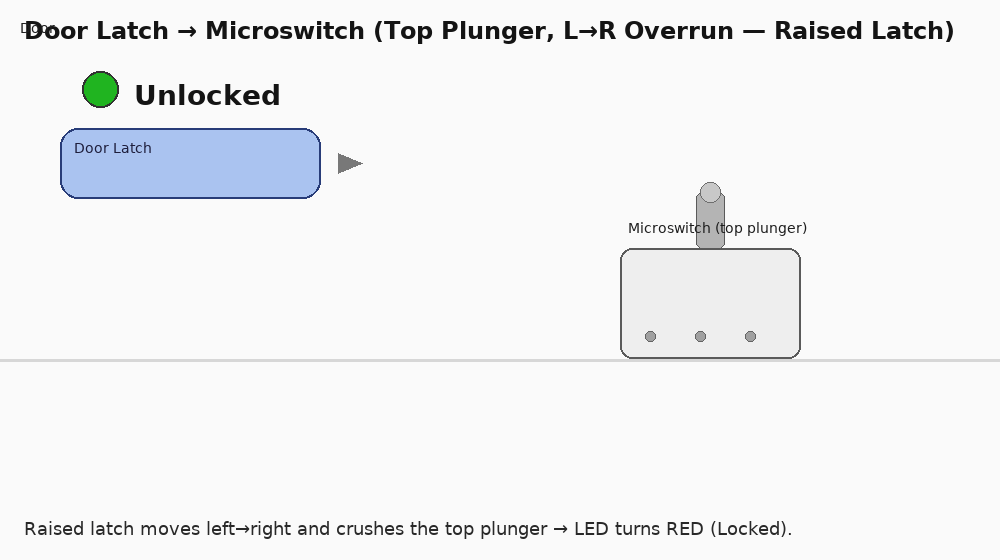 Door
Door Latch → Microswitch (Top Plunger, L→R Overrun — Raised Latch)
Unlocked
Door Latch
Microswitch (top plunger)
Raised latch moves left→right and crushes the top plunger → LED turns RED (Locked).